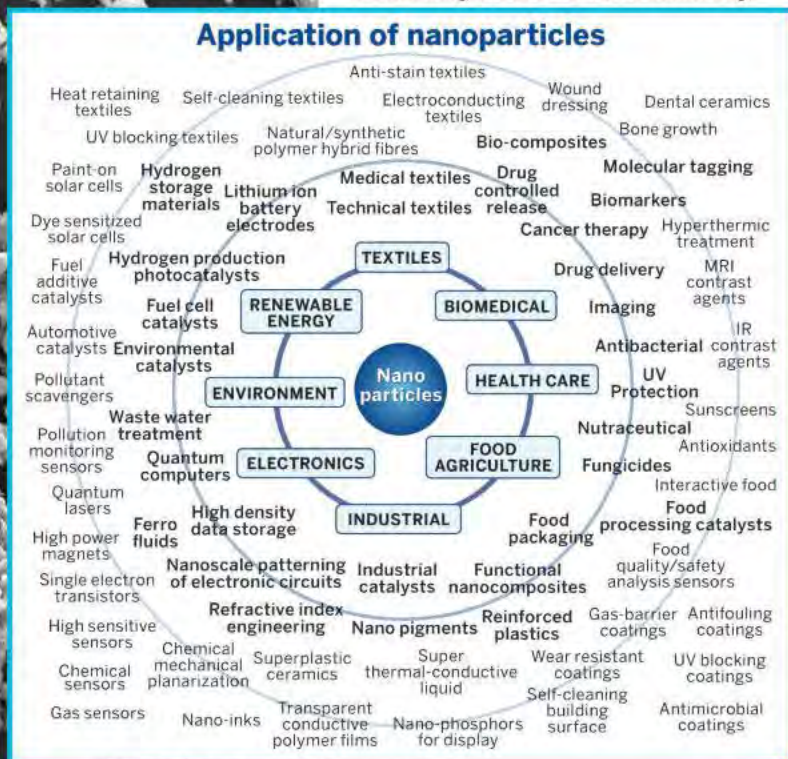 Application of nanoparticles
Anti-stain textiles
Heat retaining
textiles
Self-cleaning textiles
Electroconducting
textiles
Wound
dressing
Dental ceramics
UV blocking textiles
Natural/synthetic
polymer hybrid fibres
Bio-composites
Bone growth
Paint-on
solar cells
Hydrogen
storage
materials
Lithium ion
battery
electrodes
Medical textiles
Technical textiles
Drug
controlled
release
Molecular tagging
Biomarkers
Dye sensitized
solar cells
Cancer therapy
Hyperthermic
treatment
Hydrogen production
photocatalysts
TEXTILES
Drug delivery
Fuel
additive
catalysts
MRI
contrast
agents
Fuel cell
catalysts
RENEWABLE
ENERGY
BIOMEDICAL
Imaging
Automotive
catalysts
Environmental
catalysts
Antibacterial
IR
contrast
agents
Pollutant
scavengers
ENVIRONMENT
Nano
particles
HEALTH CARE
UV
Protection
Sunscreens
Waste water
treatment
Nutraceutical
Antioxidants
Pollution
monitoring
sensors
Quantum
computers
ELECTRONICS
FOOD
AGRICULTURE
Fungicides
Interactive food
Quantum
lasers
High density
data storage
INDUSTRIAL
Food
packaging
Food
processing catalysts
High power
magnets
Ferro
fluids
Food
quality/safety
analysis sensors
Single electron
transistors
Nanoscale patterning
of electronic circuits
Industrial
catalysts
Functional
nanocomposites
High sensitive
sensors
Refractive index
engineering
Nano pigments
Reinforced
plastics
Gas-barrier
coatings
Antifouling
coatings
Chemical
sensors
Chemical
mechanical
planarization
Superplastic
ceramics
Super
thermal-conductive
liquid
Wear resistant
coatings
UV blocking
coatings
Gas sensors
Nano-inks
Transparent
conductive
polymer films
Nano-phosphors
for display
Self-cleaning
building
surface
Antimicrobial
coatings